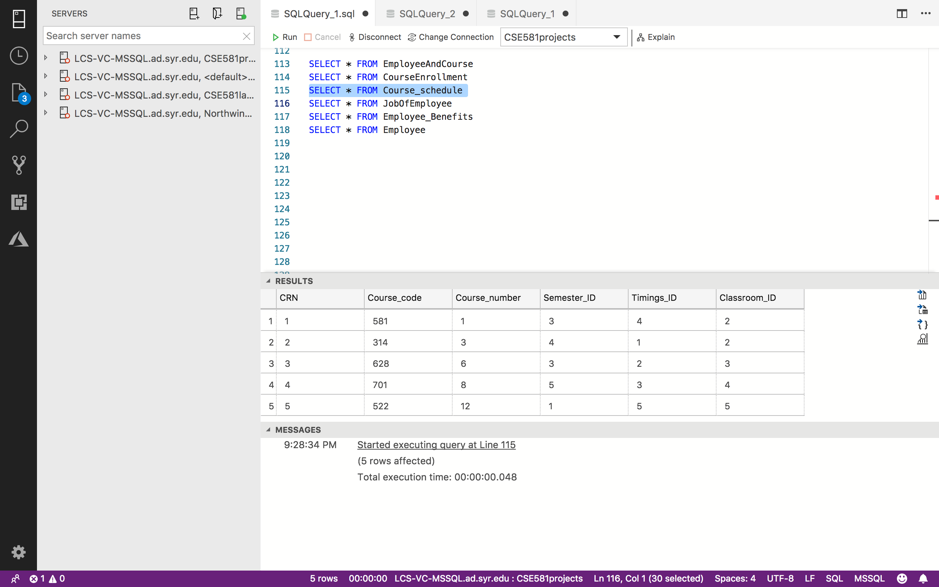 SERVERS
SQLQuery_1.sql SQLQuery_2 SQLQuery_1
Search server names
Run Cancel Disconnect Change Connection CSE581projects Explain
LCS-VC-MSSQL.ad.syr.edu, CSE581pr...
LCS-VC-MSSQL.ad.syr.edu, <default>...
LCS-VC-MSSQL.ad.syr.edu, CSE581la...
LCS-VC-MSSQL.ad.syr.edu, Northwin...
3
112
113 SELECT * FROM EmployeeAndCourse
114 SELECT * FROM CourseEnrollment
115 SELECT * FROM Course_schedule
116 SELECT * FROM JobOfEmployee
117 SELECT * FROM Employee_Benefits
118 SELECT * FROM Employee
119
120
121
122
123
124
125
126
127
128
RESULTS
CRN Course_code Course_number Semester_ID Timings_ID Classroom_ID
1 1 581 1 3 4 2
2 2 314 3 4 1 2
3 3 628 6 3 2 3
4 4 701 8 5 3 4
5 5 522 12 1 5 5
MESSAGES
9:28:34 PM Started executing query at Line 115
(5 rows affected)
Total execution time: 00:00:00.048
1 0 5 rows 00:00:00 LCS-VC-MSSQL.ad.syr.edu : CSE581projects Ln 116, Col 1 (30 selected) Spaces: 4 UTF-8 LF SQL MSSQL